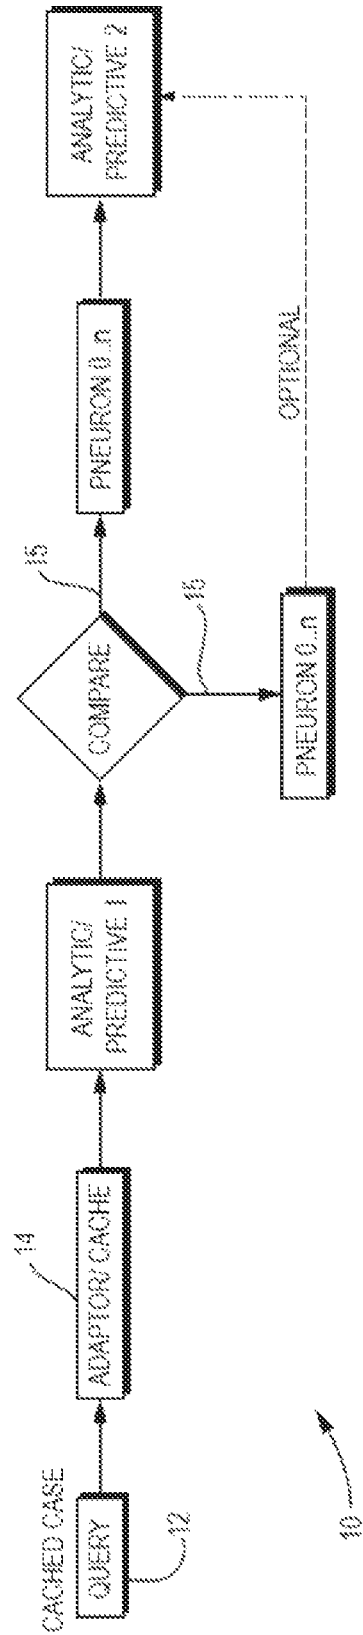 CACHED CASE
QUERY
12
14
ADAPTOR/ CACHE
ANALYTIC/
PREDICTIVE 1
COMPARE
15
15
PNEURON 0..n
PNEURON 0..n
ANALYTIC/
PREDICTIVE 2
OPTIONAL
10